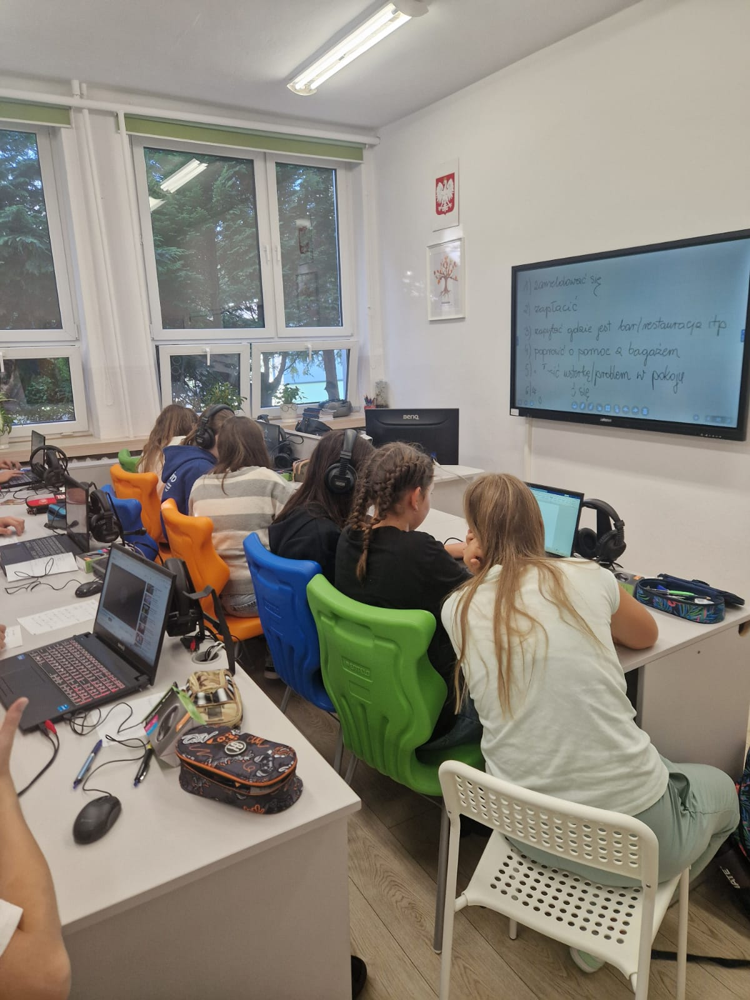 1) zameldować się
2) zapłacić
3) zapytać gdzie jest bar/restauracja itp
4) poprosić o pomoc z bagażem
5) usterkę/problem w pokoju
6) się
BENQ